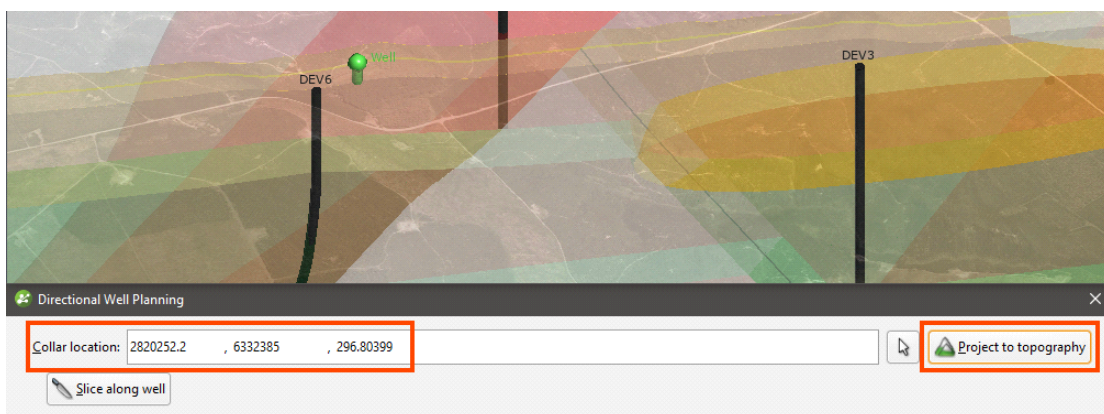 Well
DEV6
DEV3
Directional Well Planning
Collar location: 2820252.2 , 6332385 , 296.80399
Project to topography
Slice along well